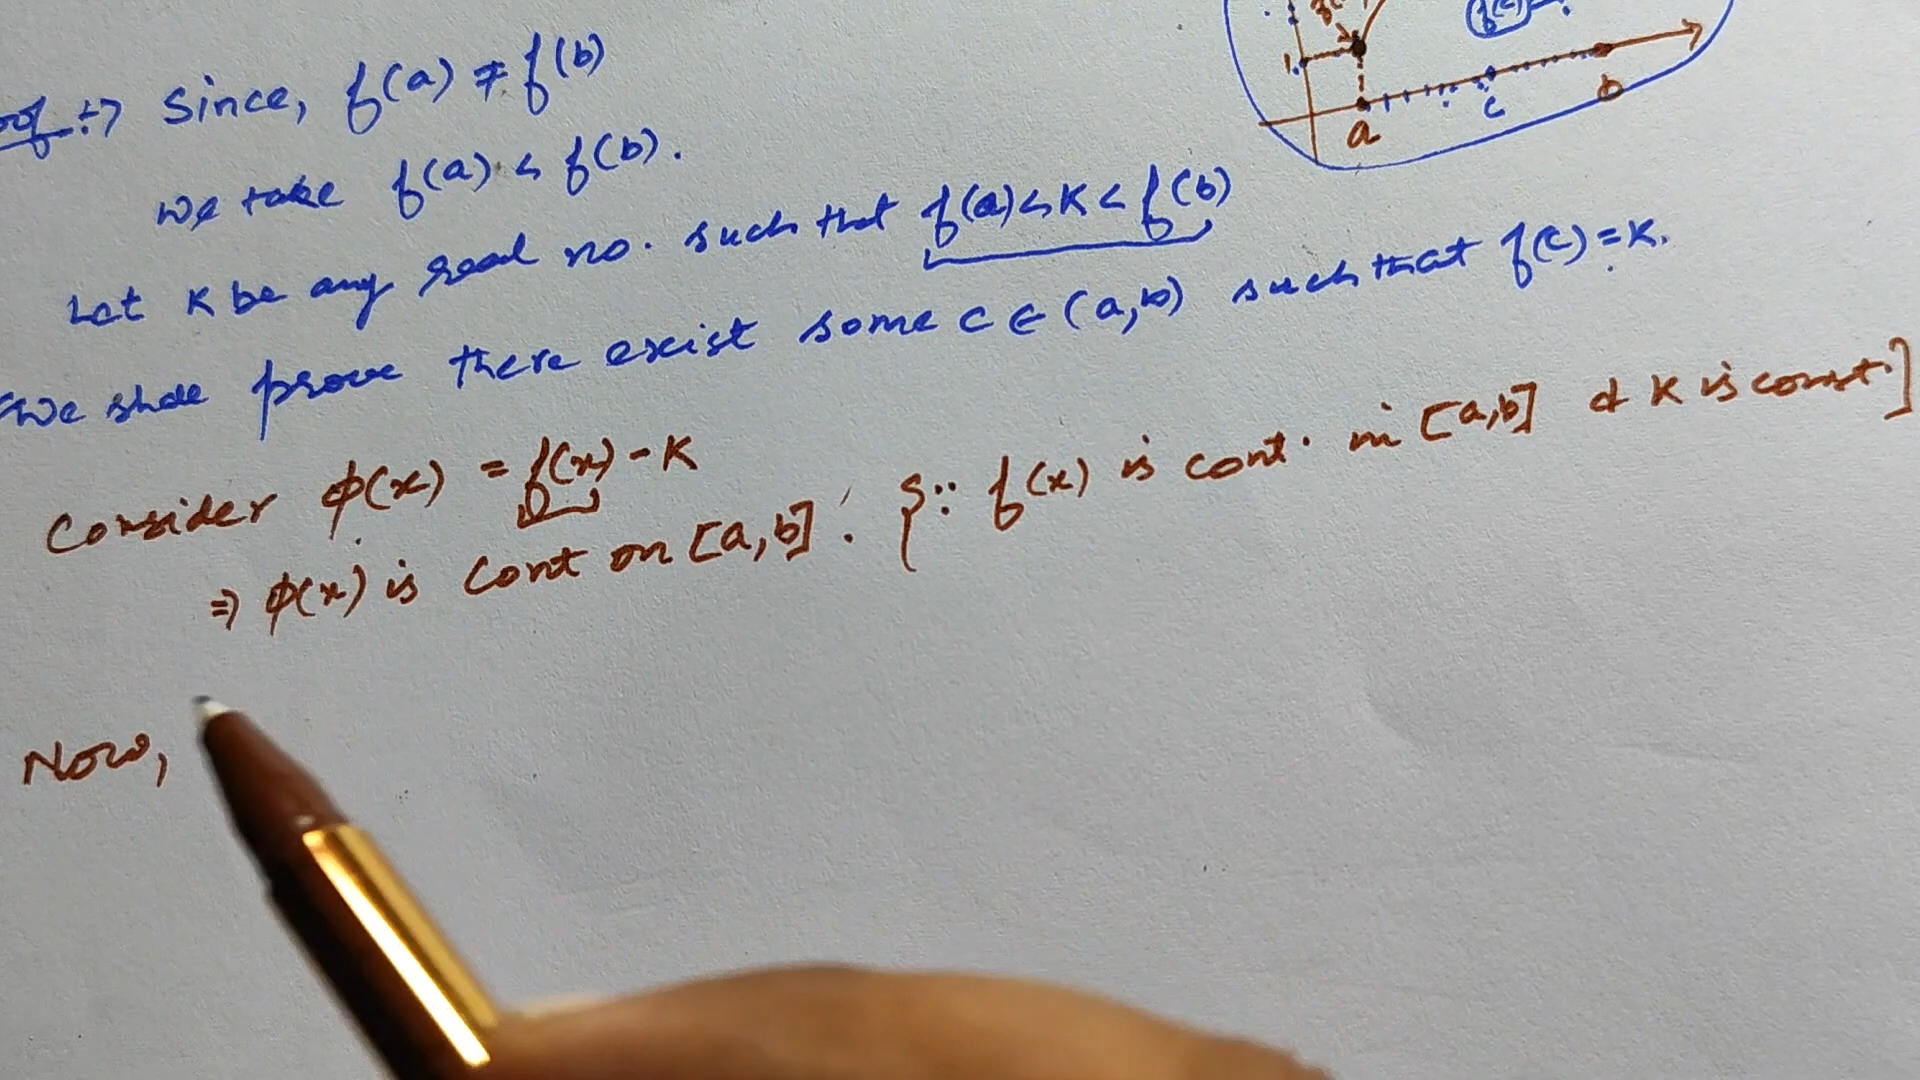 f(c)
1.
a
c
b
Since, f(a) ≠ f(b)
We take f(a) < f(b).
Let K be any real no. such that f(a) < K < f(b)
We shall prove there exist some c ∈ (a,b) such that f(c) = K.
Consider φ(x) = f(x) - K
⇒ φ(x) is cont on [a,b]. {∵ f(x) is cont. in [a,b] & K is const.]
Now,